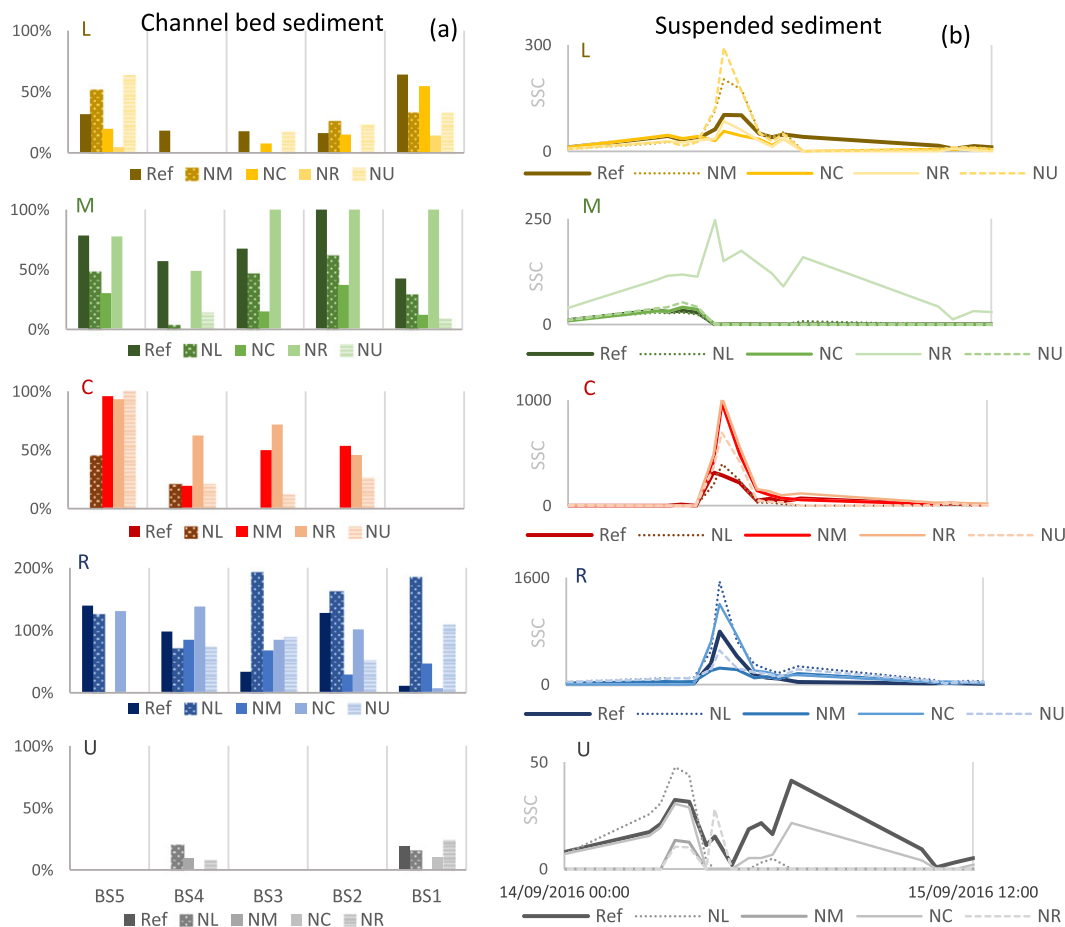 Channel bed sediment
(a)
L
100%
50%
0%
Ref NM NC NR NU
M
100%
50%
0%
Ref NL NC NR NU
C
100%
50%
0%
Ref NL NM NR NU
R
200%
100%
0%
Ref NL NM NC NU
U
100%
50%
0%
BS5 BS4 BS3 BS2 BS1
Ref NL NM NC NR
Suspended sediment
(b)
L
300
SSC
0
Ref NM NC NR NU
M
250
SSC
0
Ref NL NC NR NU
C
1000
SSC
0
Ref NL NM NR NU
R
1600
SSC
0
Ref NL NM NC NU
U
50
SSC
0
14/09/2016 00:00 15/09/2016 12:00
Ref NL NM NC NR